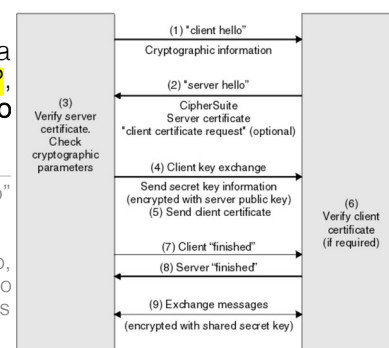 a
,
o
o"
o,
o
s
(1) "client hello"
Cryptographic information
(2) "server hello"
CipherSuite
Server certificate
"client certificate request" (optional)
(3)
Verify server
certificate.
Check
cryptographic
parameters
(4) Client key exchange
Send secret key information
(encrypted with server public key)
(5) Send client certificate
(6)
Verify client
certificate
(if required)
(7) Client "finished"
(8) Server "finished"
(9) Exchange messages
(encrypted with shared secret key)